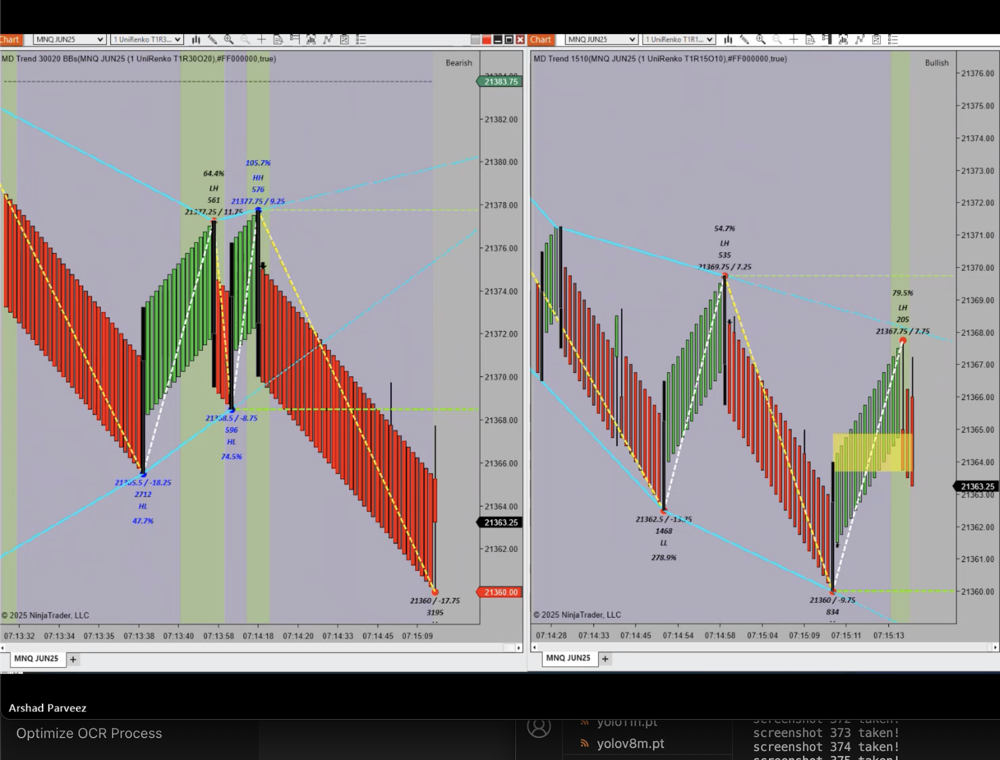 Chart
MNQ JUN25
1 UniRenko T1R3...
MD Trend 30020 BBs(MNQ JUN25 (1 UniRenko T1R30O20),#FF000000,true)
Bearish
21383.75
21382.00
21380.00
21378.00
21376.00
21374.00
21372.00
21370.00
21368.00
21366.00
21364.00
21363.25
21362.00
21360.00
64.4%
LH
561
21377.25 / 11.75
105.7%
HH
576
21377.75 / 9.25
21368.5 / -8.75
596
HL
74.5%
21365.5 / -18.25
2712
HL
47.7%
21360 / -17.75
3195
© 2025 NinjaTrader, LLC
07:13:32 07:13:34 07:13:35 07:13:38 07:13:40 07:13:58 07:14:18 07:14:20 07:14:33 07:14:45 07:15:09
MNQ JUN25 +
Chart
MNQ JUN25
1 UniRenko T1R1...
MD Trend 1510(MNQ JUN25 (1 UniRenko T1R15O10),#FF000000,true)
Bullish
21376.00
21375.00
21374.00
21373.00
21372.00
21371.00
21370.00
21369.00
21368.00
21367.00
21366.00
21365.00
21364.00
21363.25
21362.00
21361.00
21360.00
54.7%
LH
535
21369.75 / 7.25
79.5%
LH
205
21367.75 / 7.75
21362.5 / -13.75
1468
LL
278.9%
21360 / -9.75
834
© 2025 NinjaTrader, LLC
07:14:28 07:14:33 07:14:45 07:14:54 07:14:58 07:15:04 07:15:09 07:15:11 07:15:13
MNQ JUN25 +
Arshad Parveez
Optimize OCR Process
yolo11n.pt
yolov8m.pt
screenshot 372 taken!
screenshot 373 taken!
screenshot 374 taken!
screenshot 375 taken!